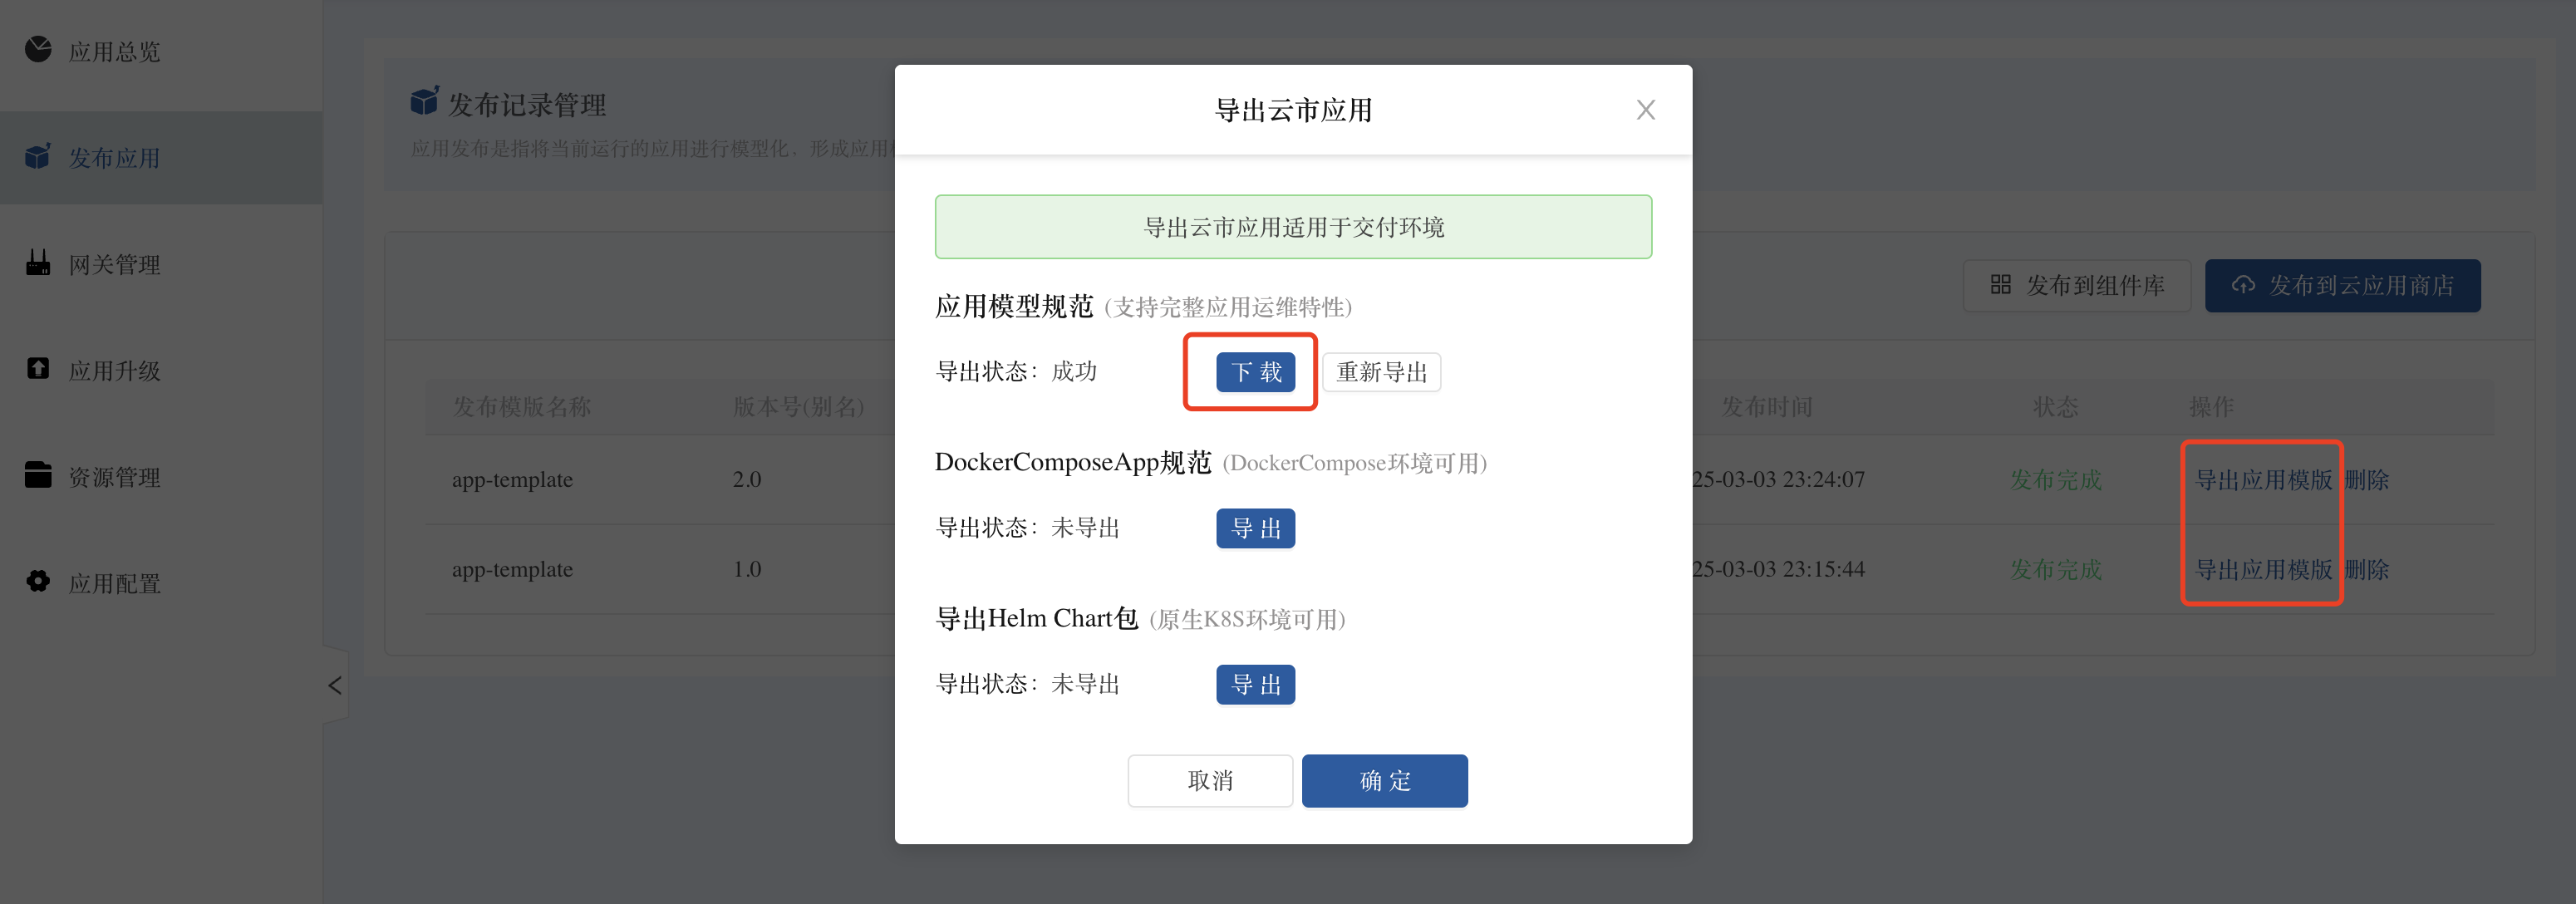 应用总览
发布应用
网关管理
应用升级
资源管理
应用配置
发布记录管理
应用发布是指将当前运行的应用进行模型化，形成应用
发布到组件库
发布到云应用商店
发布模版名称 版本号(别名) 发布时间 状态 操作
app-template 2.0 25-03-03 23:24:07 发布完成 导出应用模版 删除
app-template 1.0 25-03-03 23:15:44 发布完成 导出应用模版 删除
导出云市应用
导出云市应用适用于交付环境
应用模型规范 (支持完整应用运维特性)
导出状态：成功 下载 重新导出
DockerComposeApp规范 (DockerCompose环境可用)
导出状态：未导出 导出
导出Helm Chart包 (原生K8S环境可用)
导出状态：未导出 导出
取消 确定